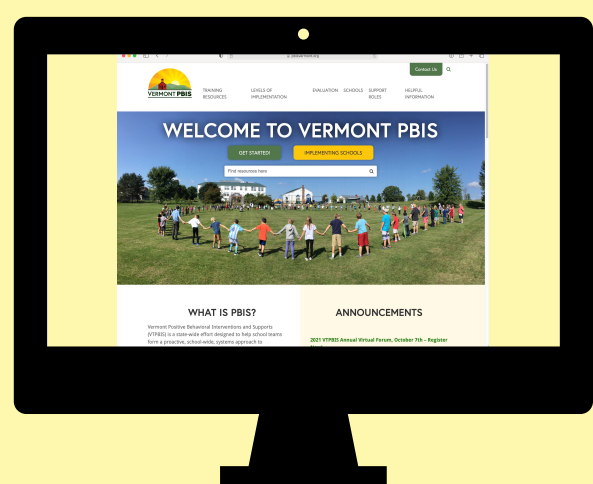 pbisvermont.org
Contact Us
VERMONT PBIS
TRAINING RESOURCES
LEVELS OF IMPLEMENTATION
EVALUATION
SCHOOLS
SUPPORT ROLES
HELPFUL INFORMATION
WELCOME TO VERMONT PBIS
GET STARTED!
IMPLEMENTING SCHOOLS
Find resources here
WHAT IS PBIS?
Vermont Positive Behavioral Interventions and Supports
(VTPBIS) is a state-wide effort designed to help school teams
form a proactive, school-wide, systems approach to
ANNOUNCEMENTS
2021 VTPBIS Annual Virtual Forum, October 7th – Register